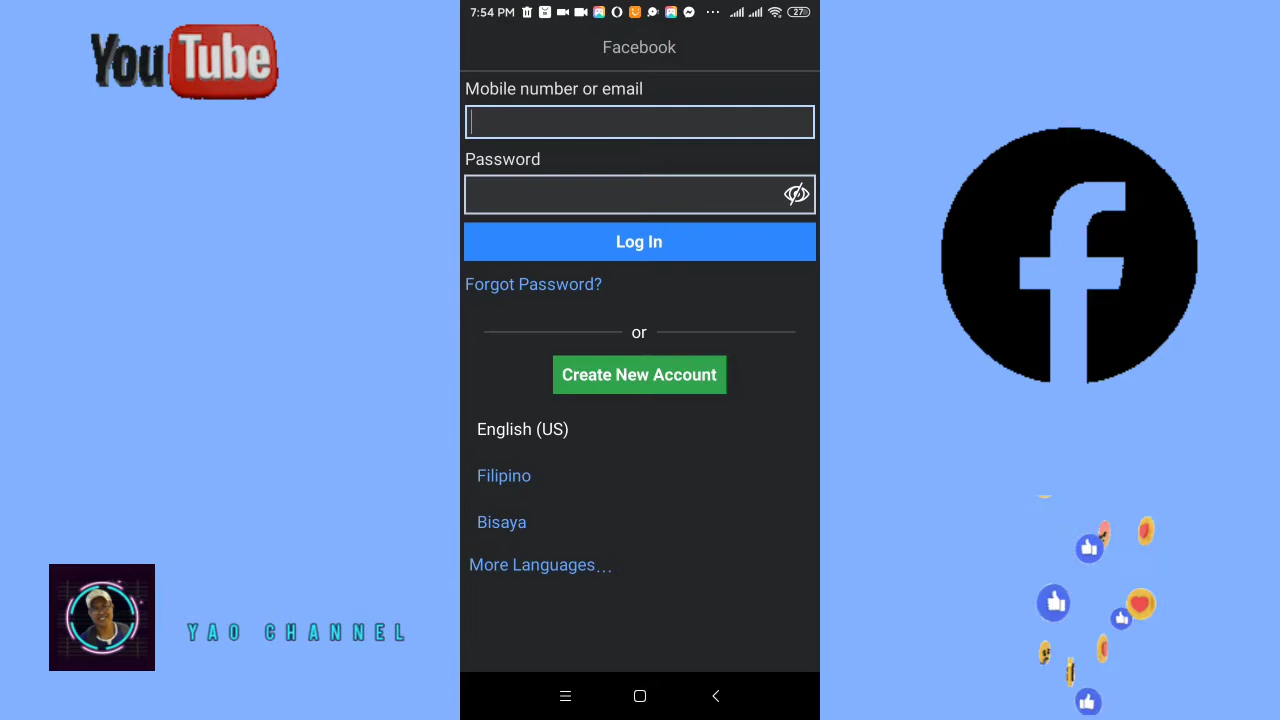 YouTube
7:54 PM
27
Facebook
Mobile number or email
Password
Log In
Forgot Password?
or
Create New Account
English (US)
Filipino
Bisaya
More Languages...
YAO CHANNEL